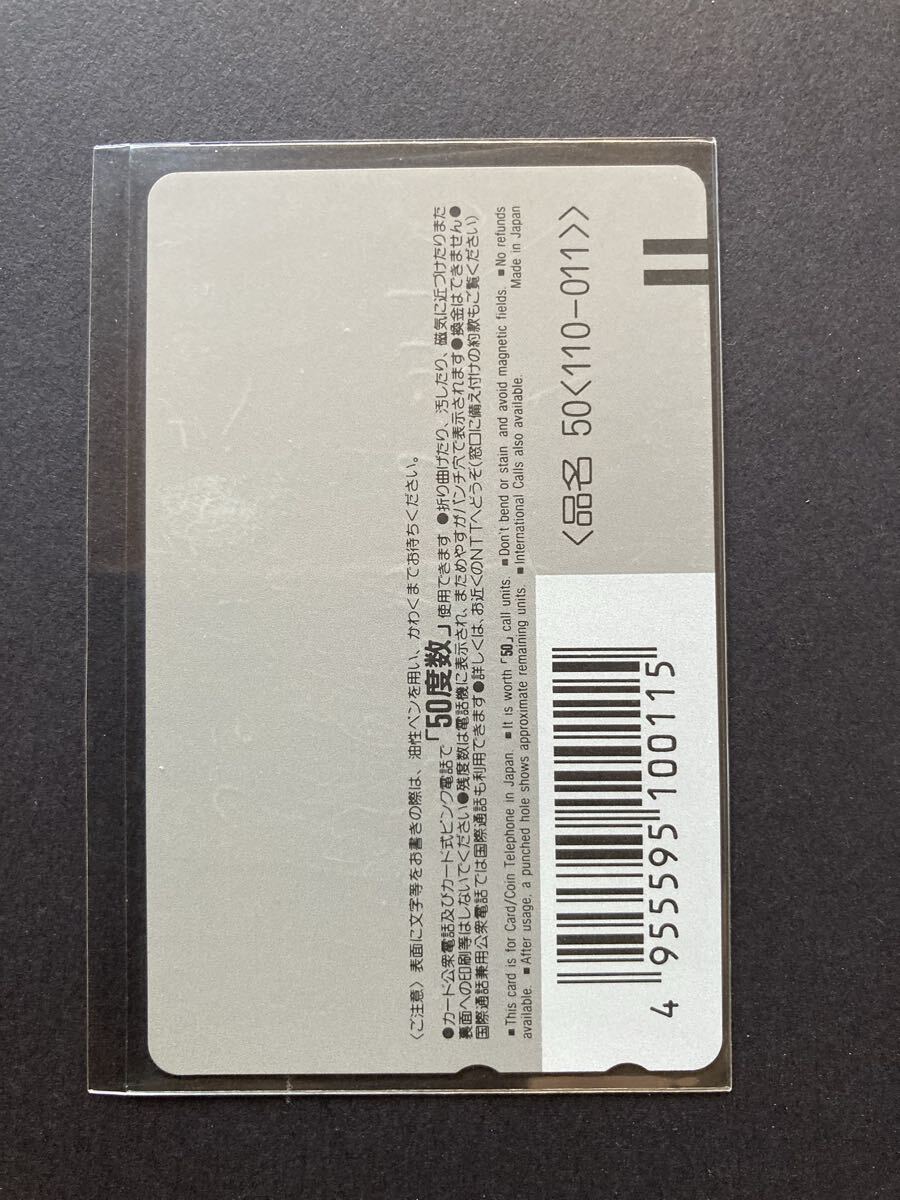 〈ご注意〉表面に文字等をお書きの際は、油性ペンを用い、かわくまでお待ちください。
●カード公衆電話及びカード式ピンク電話で「50度数」使用できます●折り曲げたり、汚したり、磁気に近づけたりまた
裏面への印刷等はしないでください●残度数は電話機に表示され、まためやすがパンチ穴で表示されます●換金はできません●
国際通話兼用公衆電話では国際通話も利用できます●詳しくは、お近くのNTTへどうぞ(窓口に備え付けの約款もご覧ください)
■This card is for Card/Coin Telephone in Japan. ■It is worth「50」call units. ■Don't bend or stain and avoid magnetic fields. ■No refunds
available. ■After usage, a punched hole shows approximate remaining units. ■International Calls also available. Made in Japan
<品名 50<110-011>>
4 955595 100115